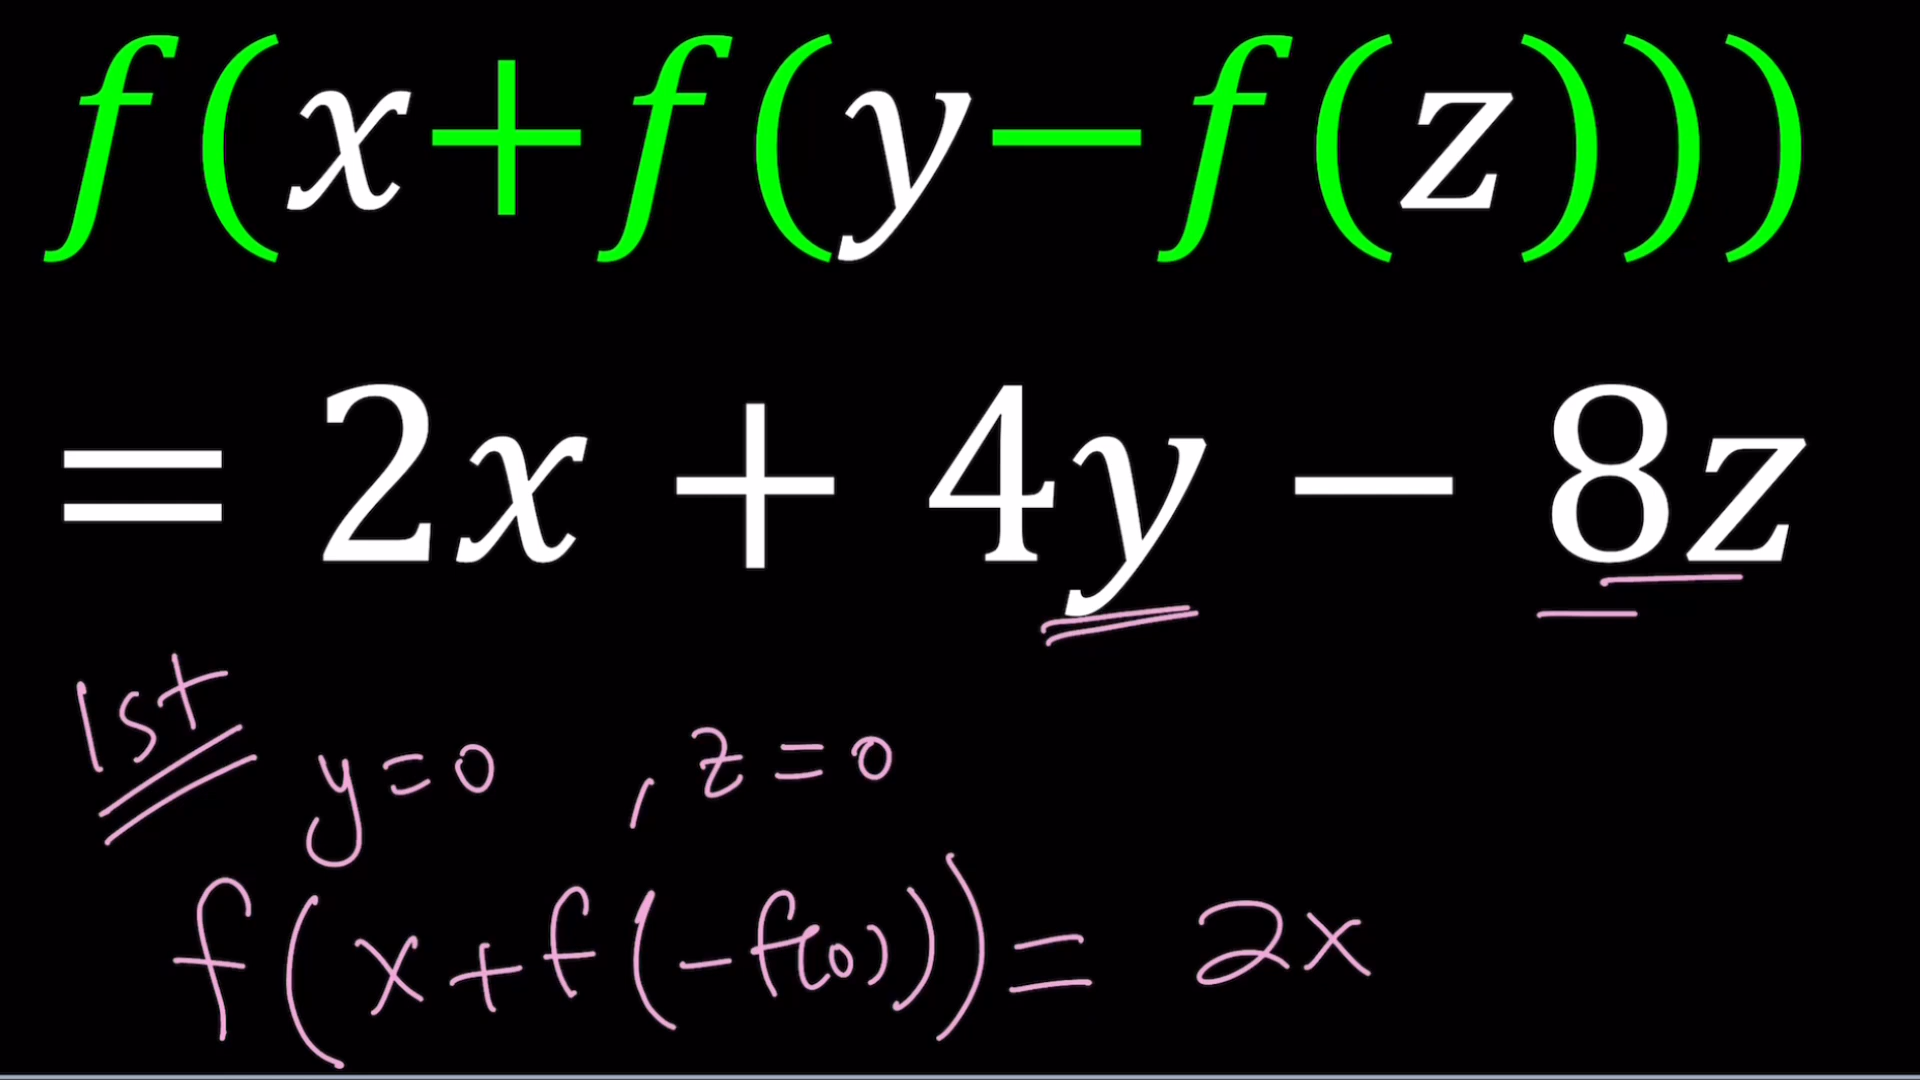 f(x+f(y−f(z)))
= 2x + 4y − 8z
1st y=0 , z=0
f(x+f(-f(0)))= 2x